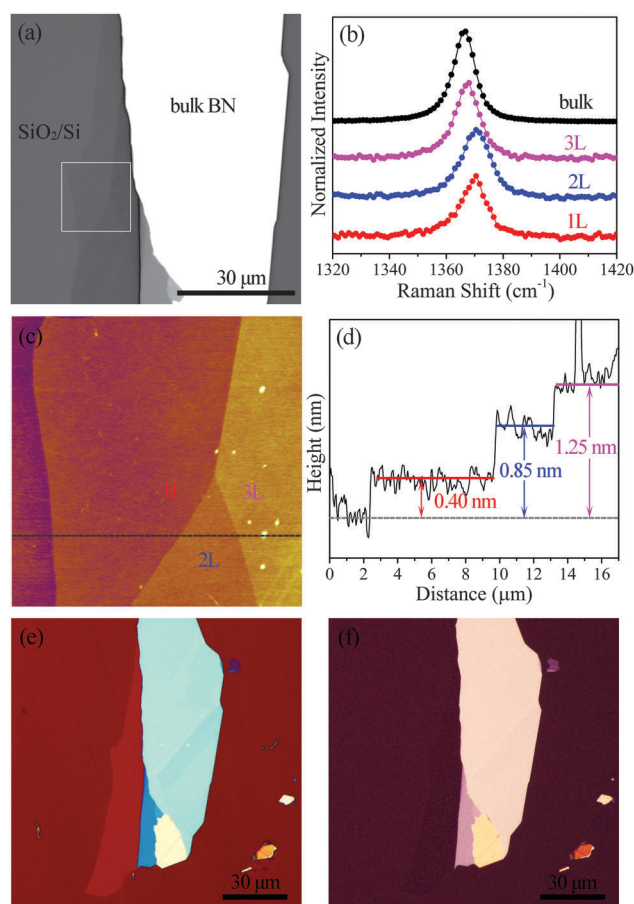 (a)
bulk BN
SiO₂/Si
30 μm
(b)
Normalized Intensity
bulk
3L
2L
1L
1320 1340 1360 1380 1400 1420
Raman Shift (cm⁻¹)
(c)
1L
3L
2L
(d)
Height (nm)
1.25 nm
0.85 nm
0.40 nm
0 2 4 6 8 10 12 14 16
Distance (μm)
(e)
30 μm
(f)
30 μm